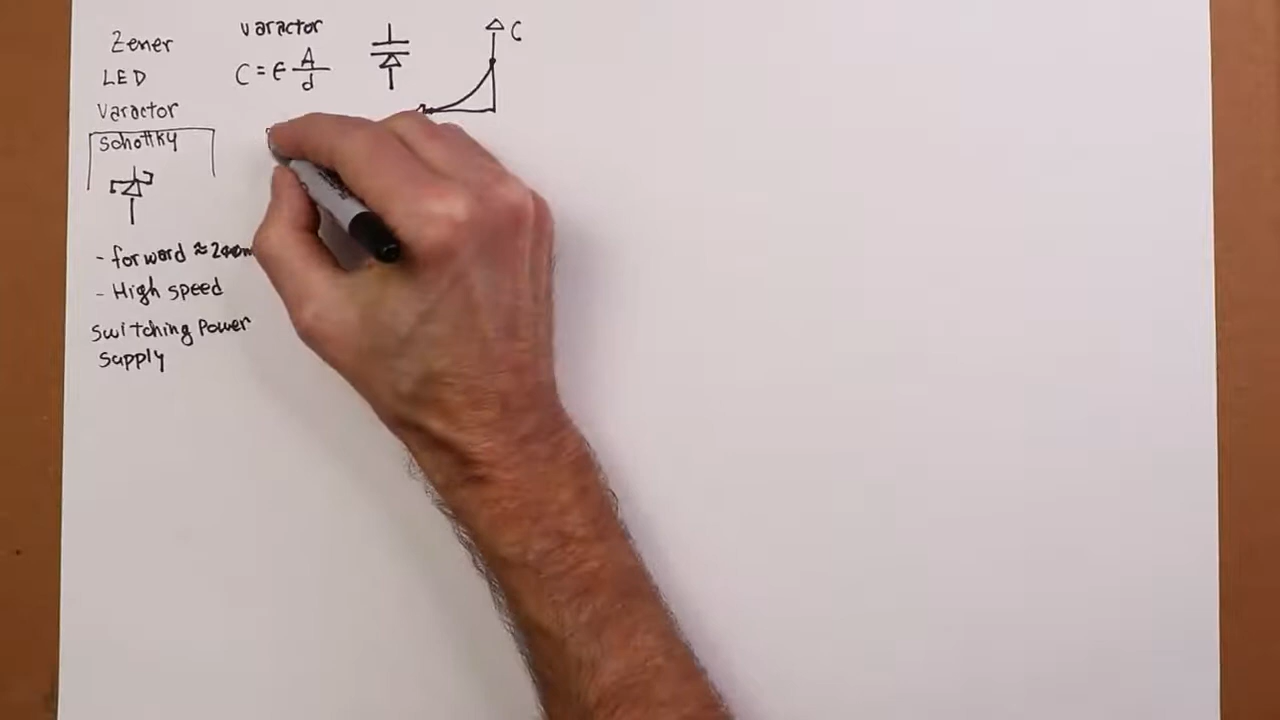 Zener
LED
Varactor
Schottky
- forward ≈
- High speed
Switching Power
Supply
varactor
C = ϵ A/d
C